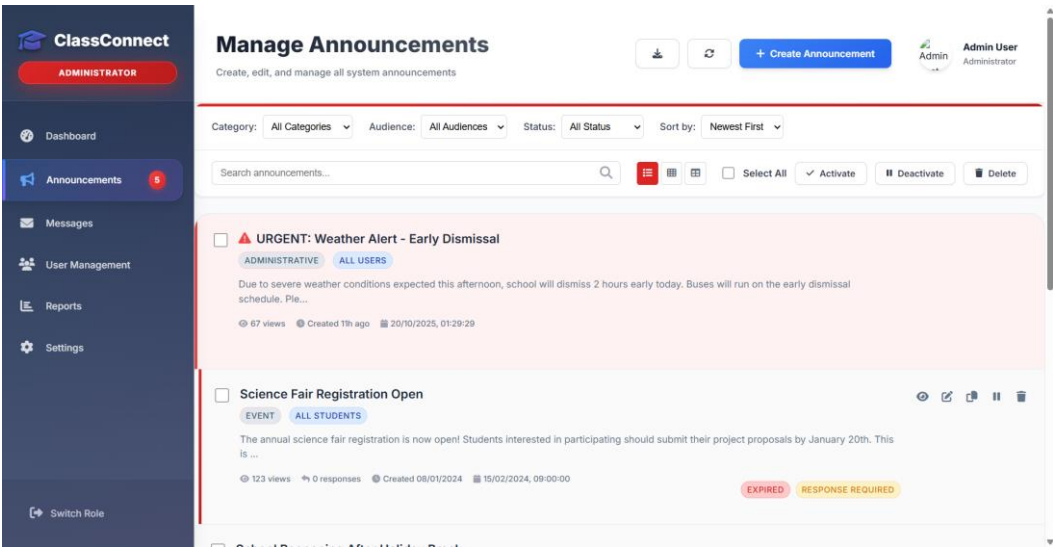 ClassConnect
ADMINISTRATOR
Dashboard
Announcements 5
Messages
User Management
Reports
Settings
Switch Role
Manage Announcements
Create, edit, and manage all system announcements
+ Create Announcement
Admin
Admin User
Administrator
Category: All Categories Audience: All Audiences Status: All Status Sort by: Newest First
Search announcements...
Select All Activate Deactivate Delete
URGENT: Weather Alert - Early Dismissal
ADMINISTRATIVE ALL USERS
Due to severe weather conditions expected this afternoon, school will dismiss 2 hours early today. Buses will run on the early dismissal
schedule. Ple...
67 views Created 11h ago 20/10/2025, 01:29:29
Science Fair Registration Open
EVENT ALL STUDENTS
The annual science fair registration is now open! Students interested in participating should submit their project proposals by January 20th. This
is ...
123 views 0 responses Created 08/01/2024 15/02/2024, 09:00:00
EXPIRED RESPONSE REQUIRED